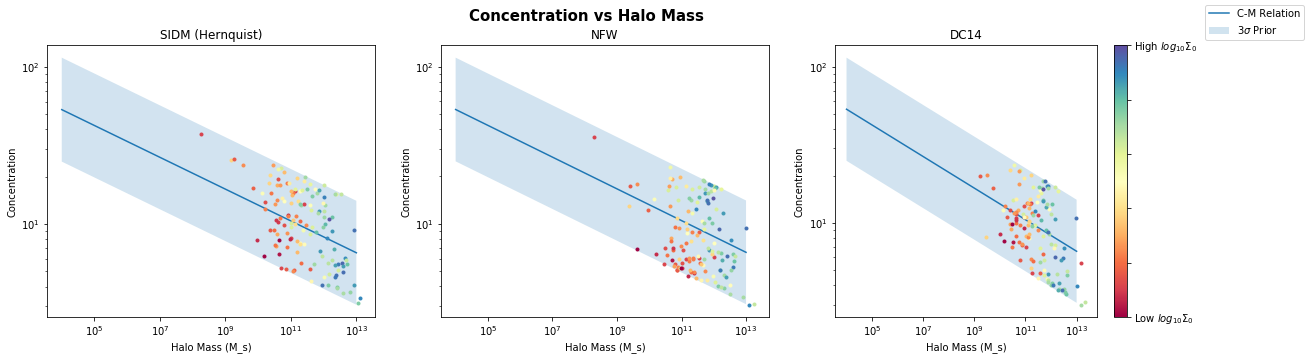 Concentration vs Halo Mass
C-M Relation
3σ Prior
SIDM (Hernquist)
NFW
DC14
10²
10¹
Concentration
10⁵ 10⁷ 10⁹ 10¹¹ 10¹³
Halo Mass (M_s)
10²
10¹
Concentration
10⁵ 10⁷ 10⁹ 10¹¹ 10¹³
Halo Mass (M_s)
10²
10¹
Concentration
10⁵ 10⁷ 10⁹ 10¹¹ 10¹³
Halo Mass (M_s)
High log₁₀Σ₀
Low log₁₀Σ₀